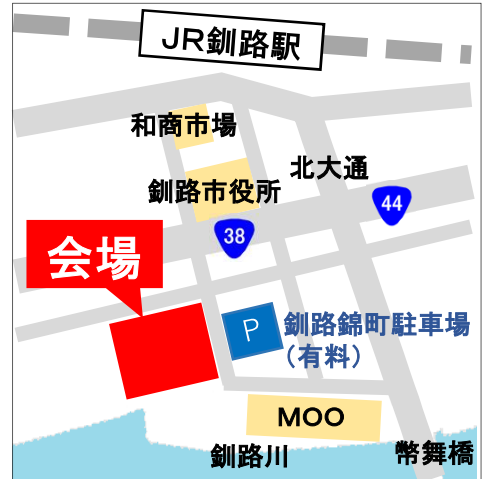 JR釧路駅
和商市場
北大通
釧路市役所
44
38
会場
P
釧路錦町駐車場
（有料）
MOO
釧路川
幣舞橋